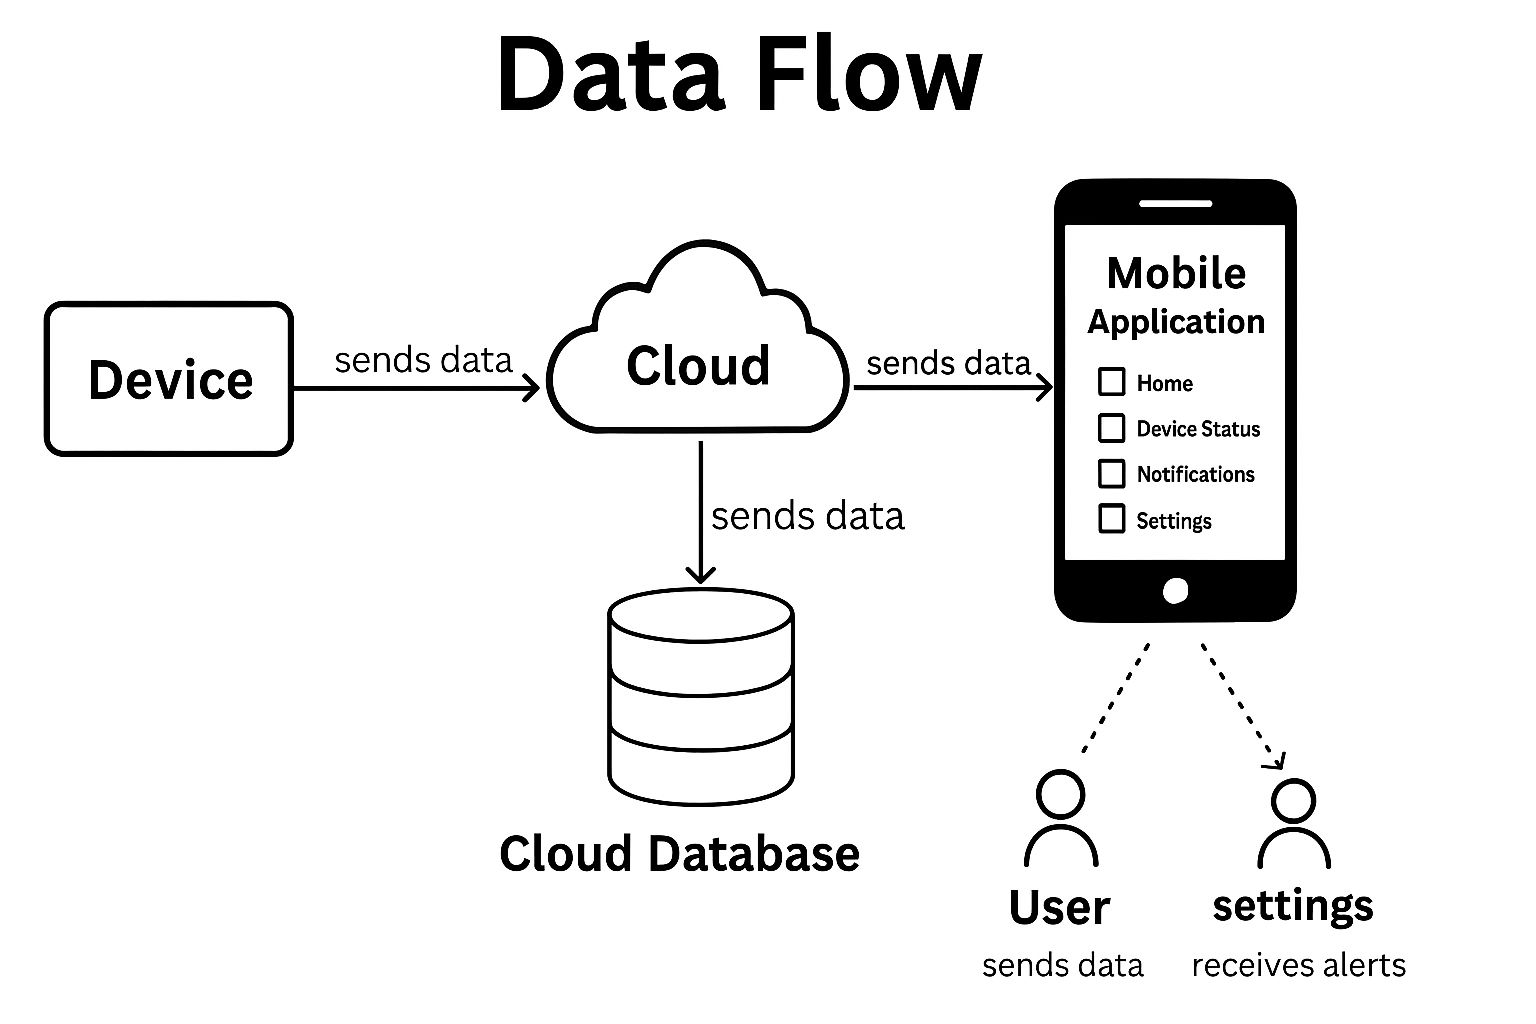 Data Flow
Device
sends data
Cloud
sends data
Mobile
Application
Home
Device Status
Notifications
Settings
sends data
Cloud Database
User
sends data
settings
receives alerts